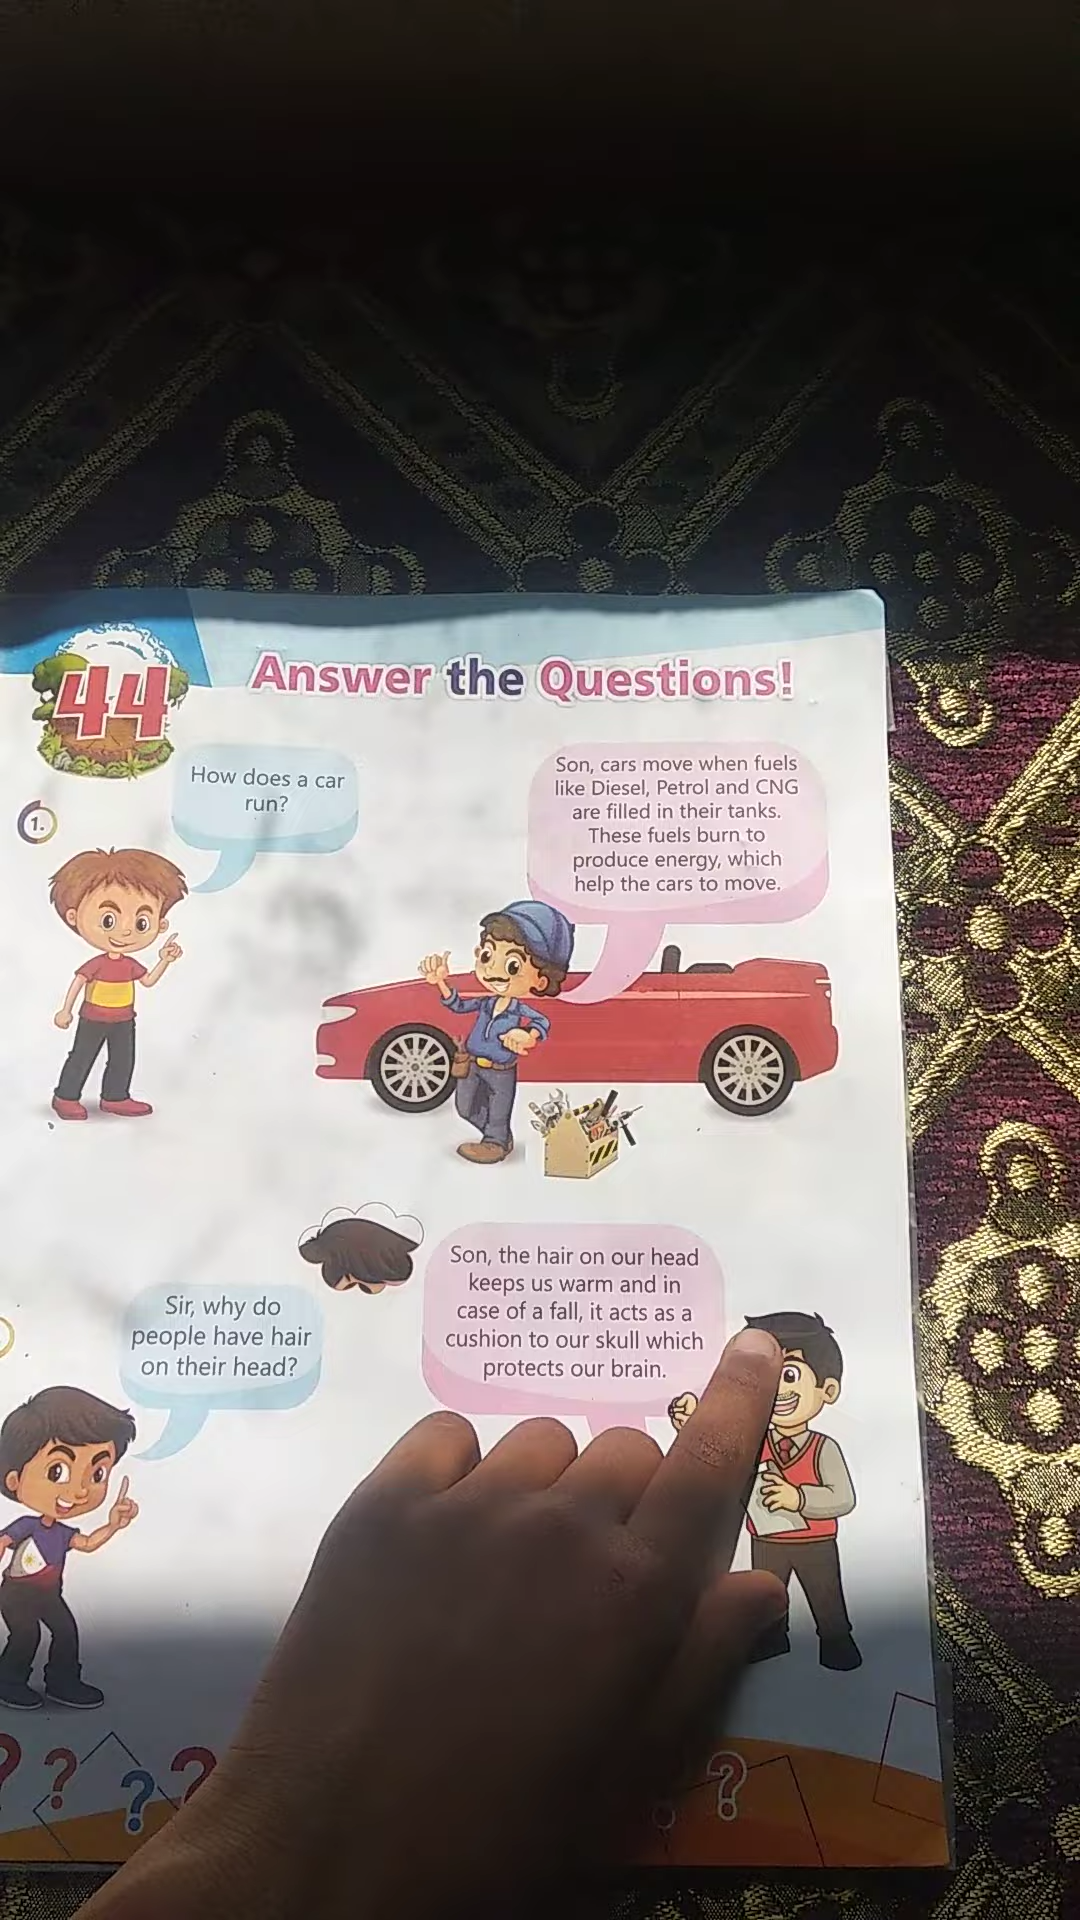 44
Answer the Questions!
1.
How does a car
run?
Son, cars move when fuels
like Diesel, Petrol and CNG
are filled in their tanks.
These fuels burn to
produce energy, which
help the cars to move.
Sir, why do
people have hair
on their head?
Son, the hair on our head
keeps us warm and in
case of a fall, it acts as a
cushion to our skull which
protects our brain.
? ? ? ? ?